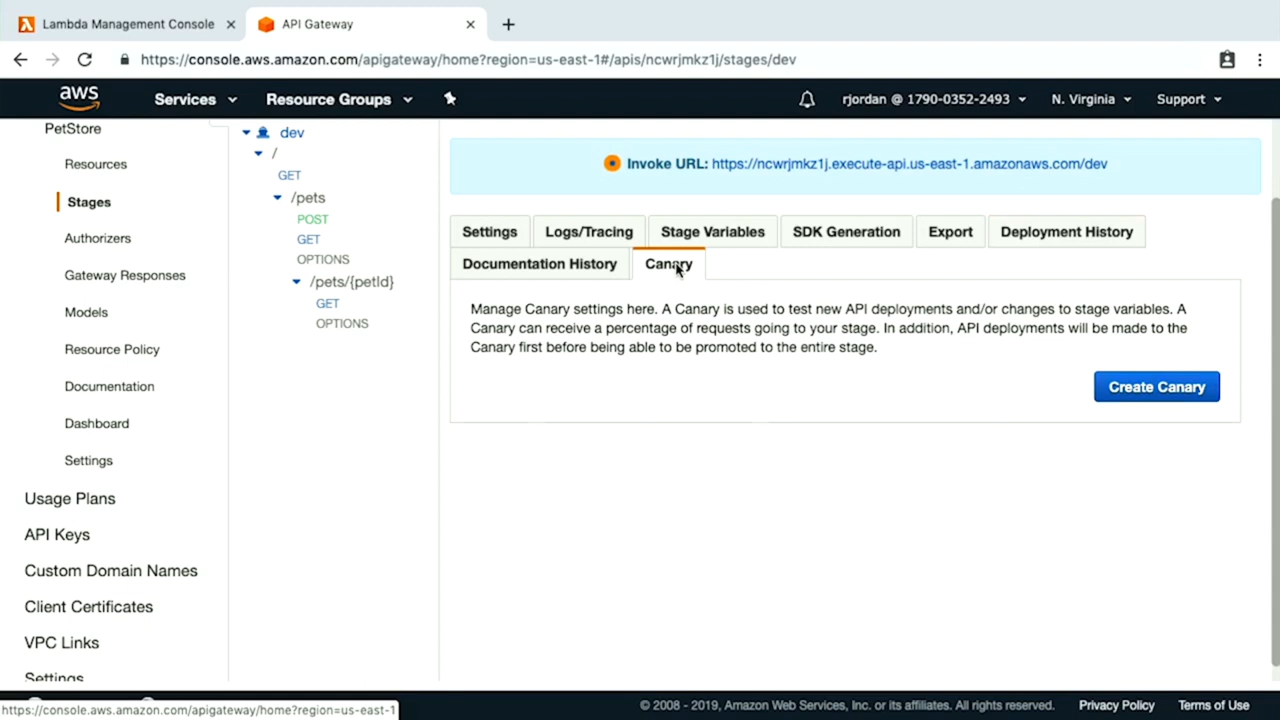 Lambda Management Console
API Gateway
https://console.aws.amazon.com/apigateway/home?region=us-east-1#/apis/ncwrjmkz1j/stages/dev
aws
Services
Resource Groups
rjordan @ 1790-0352-2493
N. Virginia
Support
PetStore
Resources
Stages
Authorizers
Gateway Responses
Models
Resource Policy
Documentation
Dashboard
Settings
Usage Plans
API Keys
Custom Domain Names
Client Certificates
VPC Links
Settings
dev
/
GET
/pets
POST
GET
OPTIONS
/pets/{petId}
GET
OPTIONS
Invoke URL: https://ncwrjmkz1j.execute-api.us-east-1.amazonaws.com/dev
Settings
Logs/Tracing
Stage Variables
SDK Generation
Export
Deployment History
Documentation History
Canary
Manage Canary settings here. A Canary is used to test new API deployments and/or changes to stage variables. A
Canary can receive a percentage of requests going to your stage. In addition, API deployments will be made to the
Canary first before being able to be promoted to the entire stage.
Create Canary
https://console.aws.amazon.com/apigateway/home?region=us-east-1
© 2008 - 2019, Amazon Web Services, Inc. or its affiliates. All rights reserved.
Privacy Policy
Terms of Use